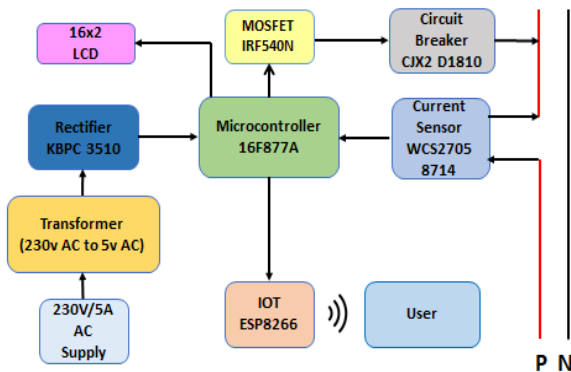 16x2
LCD
MOSFET
IRF540N
Circuit
Breaker
CJX2 D1810
Rectifier
KBPC 3510
Microcontroller
16F877A
Current
Sensor
WCS2705
8714
Transformer
(230v AC to 5v AC)
230V/5A
AC
Supply
IOT
ESP8266
User
P N